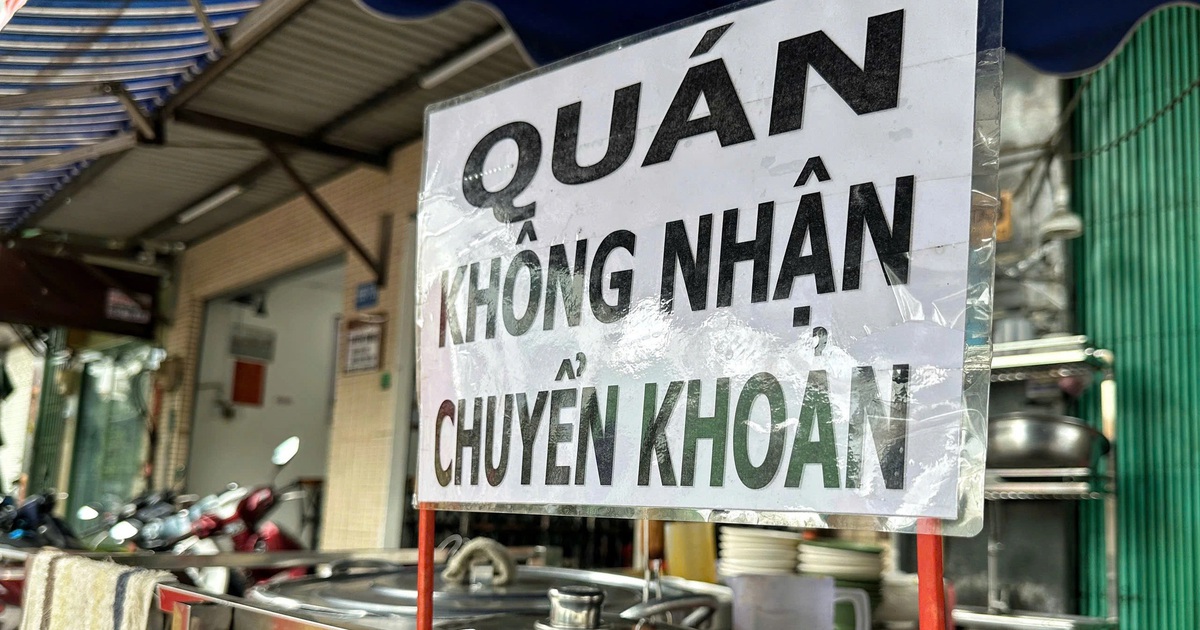 QUÁN
KHÔNG NHẬN
CHUYỂN KHOẢN